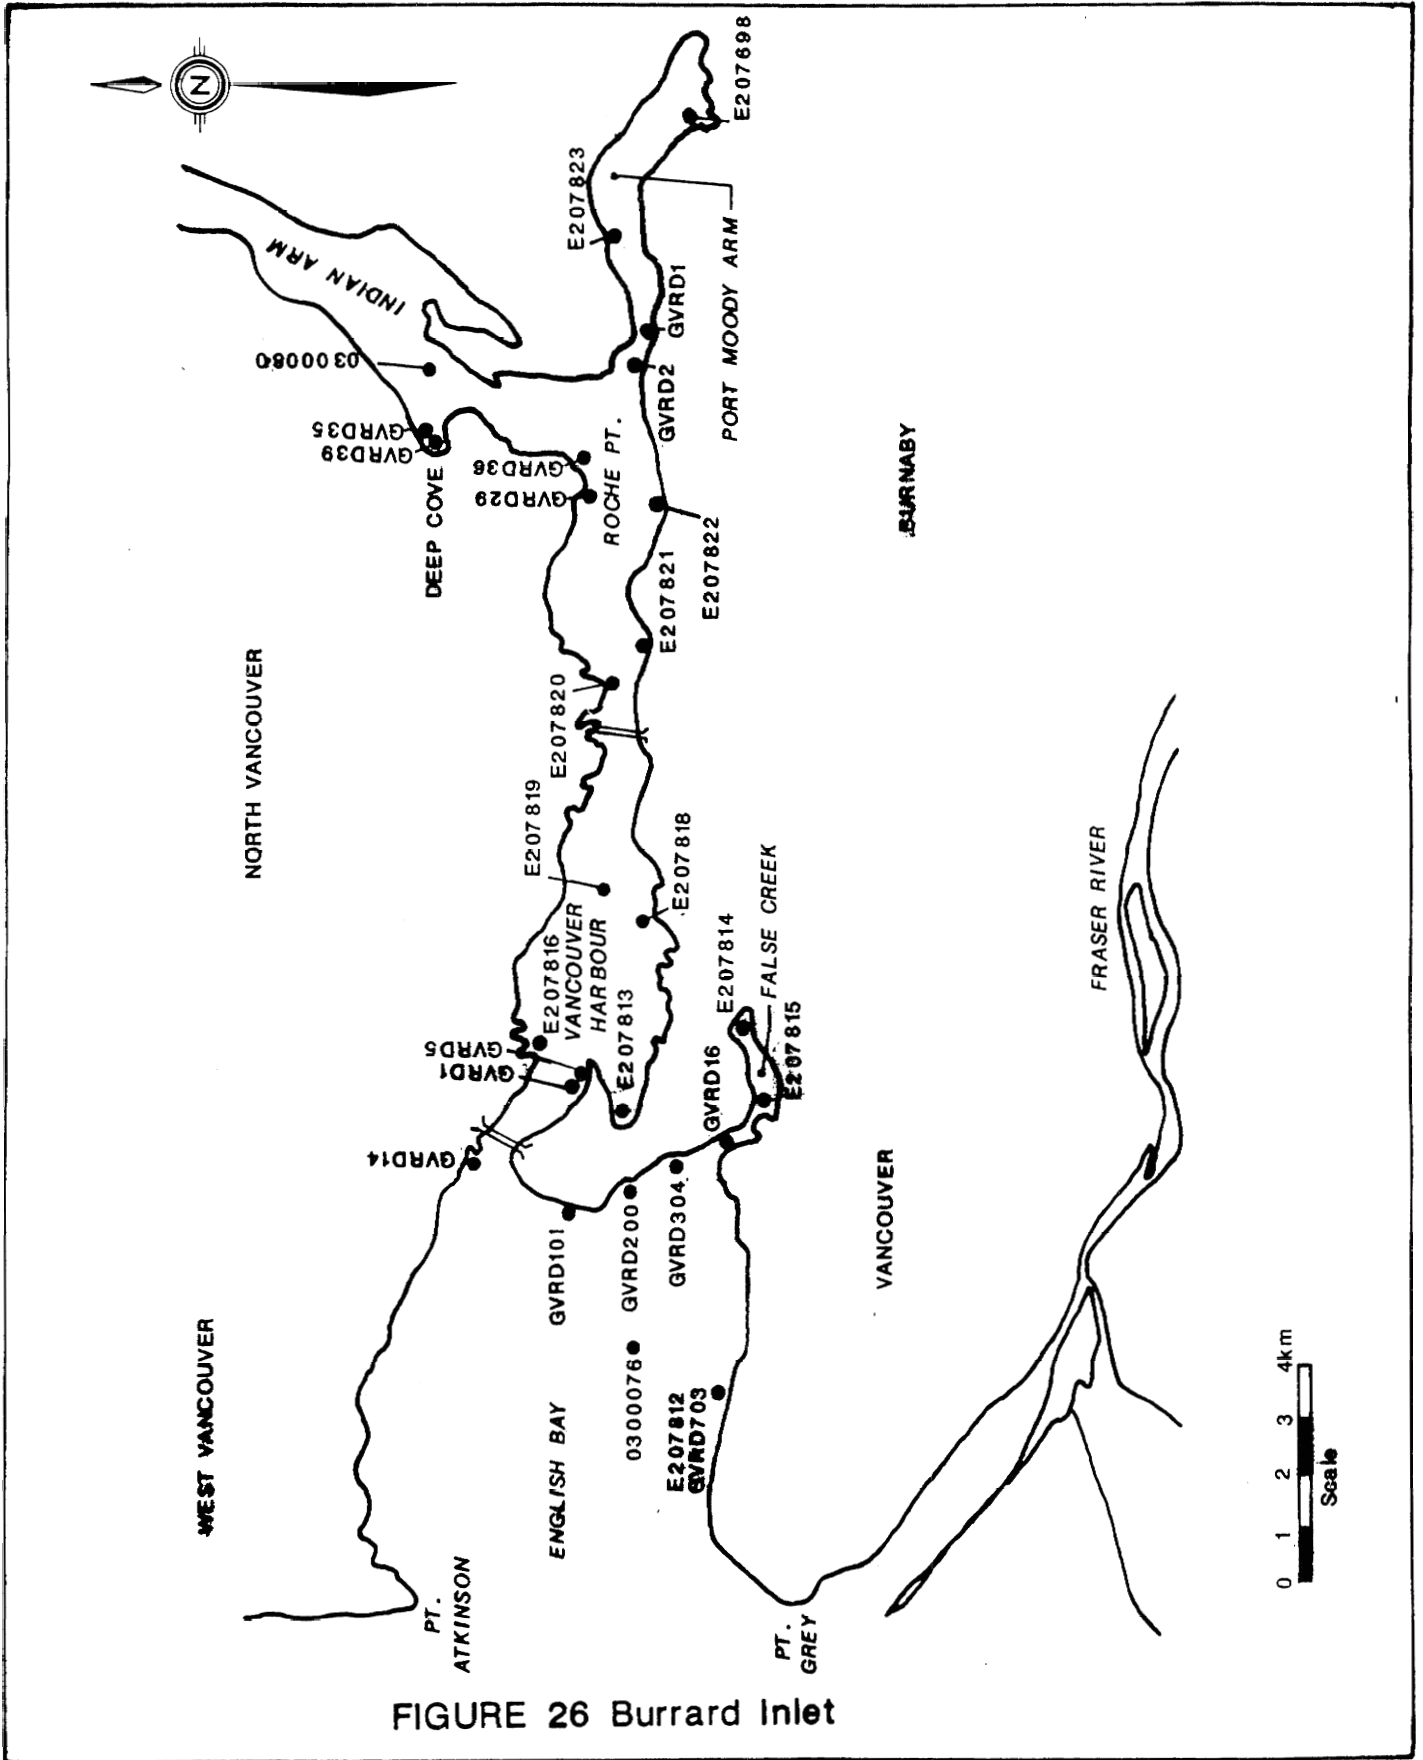 N
WEST VANCOUVER
NORTH VANCOUVER
INDIAN ARM
0300080
GVRD35
GVRD39
DEEP COVE
GVRD36
GVRD29
ROCHE PT.
E207823
E207698
GVRD1
GVRD2
PORT MOODY ARM
E207822
E207821
E207820
E207819
E207818
VANCOUVER
HARBOUR
E207816
E207813
GVRD5
GVRD1
GVRD14
PT.
ATKINSON
ENGLISH BAY
GVRD101
GVRD200
GVRD304
0300076
E207812
GVRD703
GVRD16
E207814
FALSE CREEK
E207815
BURNABY
VANCOUVER
PT.
GREY
FRASER RIVER
0 1 2 3 4km
Scale
FIGURE 26 Burrard Inlet